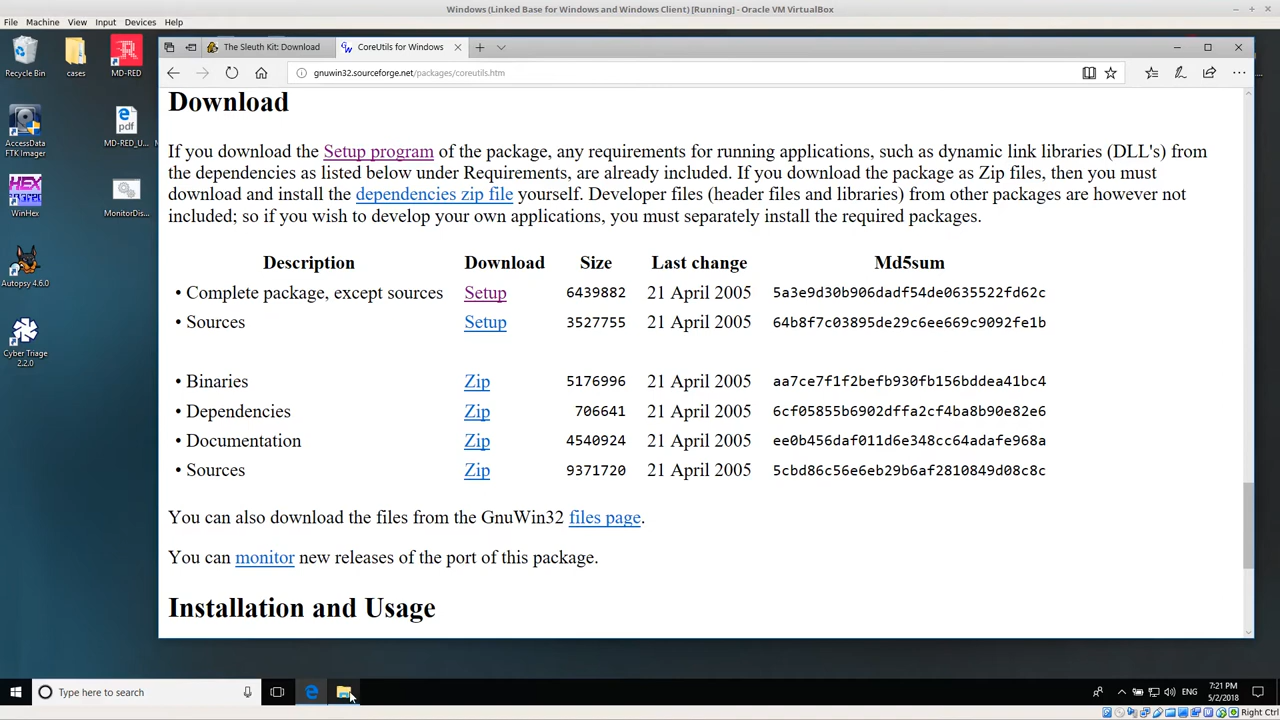 Windows (Linked Base for Windows and Windows Client) [Running] - Oracle VM VirtualBox
File Machine View Input Devices Help
The Sleuth Kit: Download
CoreUtils for Windows
gnuwin32.sourceforge.net/packages/coreutils.htm
Recycle Bin
cases
MD-RED
AccessData FTK Imager
MD-RED_U...
WinHex
MonitorDis...
Autopsy 4.6.0
Cyber Triage 2.2.0
Download
If you download the Setup program of the package, any requirements for running applications, such as dynamic link libraries (DLL's) from
the dependencies as listed below under Requirements, are already included. If you download the package as Zip files, then you must
download and install the dependencies zip file yourself. Developer files (header files and libraries) from other packages are however not
included; so if you wish to develop your own applications, you must separately install the required packages.
Description Download Size Last change Md5sum
• Complete package, except sources Setup 6439882 21 April 2005 5a3e9d30b906dadf54de0635522fd62c
• Sources Setup 3527755 21 April 2005 64b8f7c03895de29c6ee669c9092fe1b
• Binaries Zip 5176996 21 April 2005 aa7ce7f1f2befb930fb156bddea41bc4
• Dependencies Zip 706641 21 April 2005 6cf05855b6902dffa2cf4ba8b90e82e6
• Documentation Zip 4540924 21 April 2005 ee0b456daf011d6e348cc64adafe968a
• Sources Zip 9371720 21 April 2005 5cbd86c56e6eb29b6af2810849d08c8c
You can also download the files from the GnuWin32 files page.
You can monitor new releases of the port of this package.
Installation and Usage
Type here to search
ENG
7:21 PM
5/2/2018
Right Ctrl